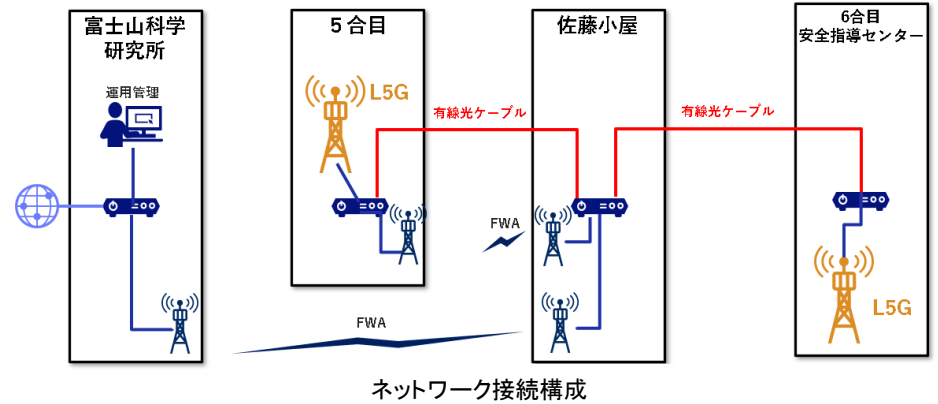 富士山科学
研究所
運用管理
５合目
L5G
有線光ケーブル
佐藤小屋
有線光ケーブル
6合目
安全指導センター
FWA
L5G
FWA
ネットワーク接続構成